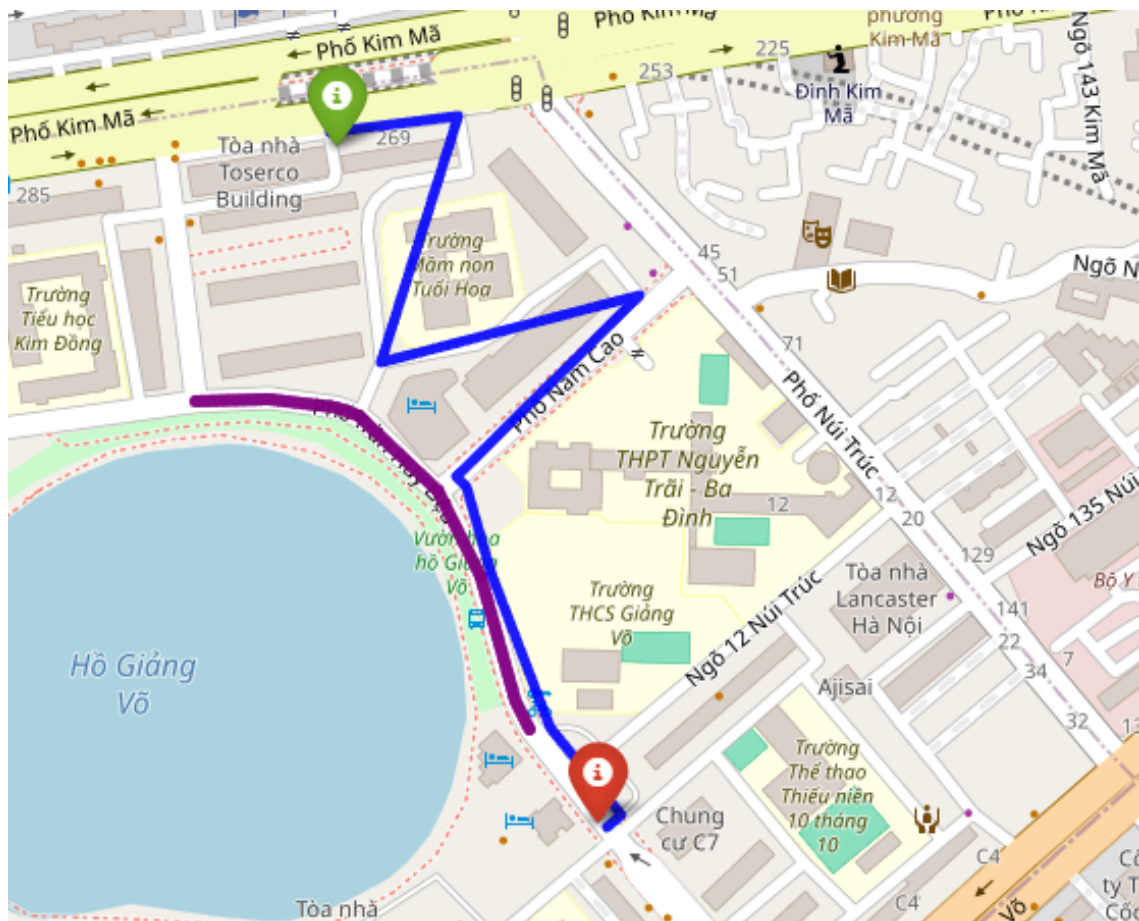 Phố Kim Mã
Phố Kim Mã
Phố Kim Mã
phường
Kim Mã
225
253
Đình Kim
Mã
Ngõ 143 Kim Mã
269
285
Tòa nhà
Toserco
Building
Trường
Mầm non
Tuổi Hoa
45
51
Ngõ N
Trường
Tiểu học
Kim Đồng
Phố Nam Cao
71
Phố Núi Trúc
Trường
THPT Nguyễn
Trãi - Ba
Đình
12
12
20
129
Ngõ 135 Núi
Vườn hoa
hồ Giảng
Võ
Trường
THCS Giảng
Võ
Ngõ 12 Núi Trúc
Tòa nhà
Lancaster
Hà Nội
Bộ Y
141
22
7
34
32
Hồ Giảng
Võ
Ajisai
Trường
Thể thao
Thiếu niên
10 tháng
10
Chung
cư C7
C4
C4
Võ
ty T
Tòa nhà